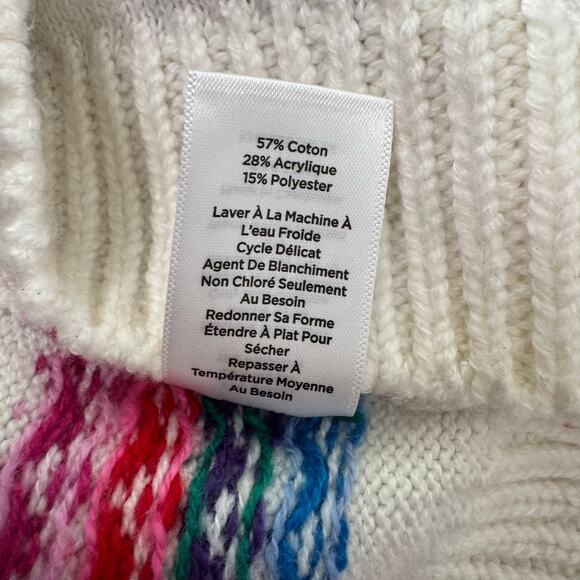 57% Coton
28% Acrylique
15% Polyester
Laver À La Machine À
L'eau Froide
Cycle Délicat
Agent De Blanchiment
Non Chloré Seulement
Au Besoin
Redonner Sa Forme
Étendre À Plat Pour
Sécher
Repasser À
Température Moyenne
Au Besoin